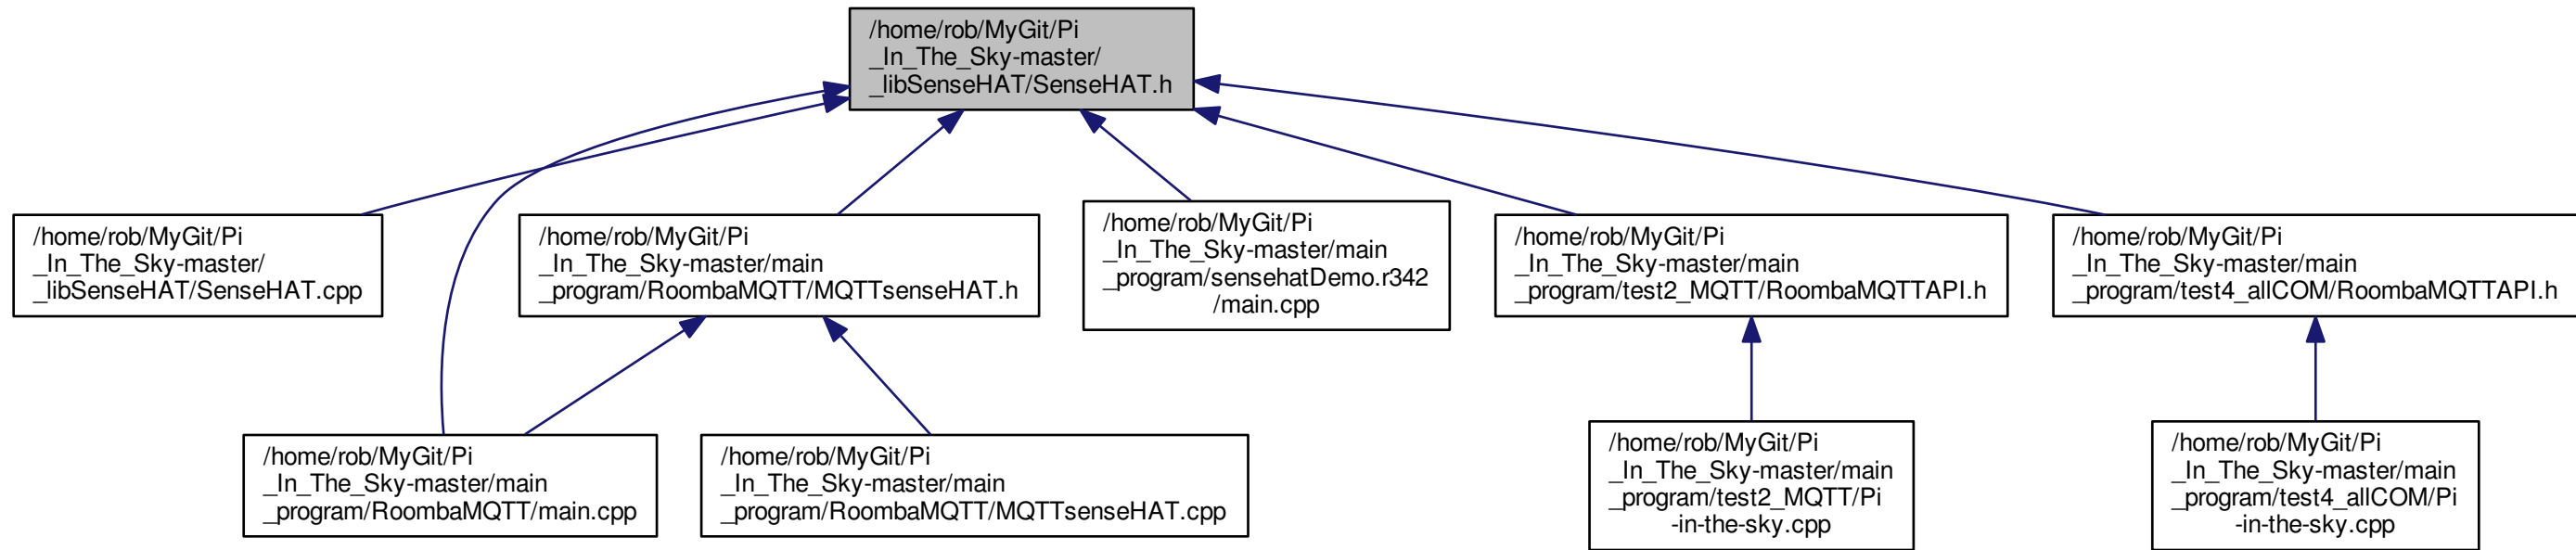 /home/rob/MyGit/Pi
_In_The_Sky-master/
_libSenseHAT/SenseHAT.h
/home/rob/MyGit/Pi
_In_The_Sky-master/
_libSenseHAT/SenseHAT.cpp
/home/rob/MyGit/Pi
_In_The_Sky-master/main
_program/RoombaMQTT/MQTTsenseHAT.h
/home/rob/MyGit/Pi
_In_The_Sky-master/main
_program/sensehatDemo.r342
/main.cpp
/home/rob/MyGit/Pi
_In_The_Sky-master/main
_program/test2_MQTT/RoombaMQTTAPI.h
/home/rob/MyGit/Pi
_In_The_Sky-master/main
_program/test4_allCOM/RoombaMQTTAPI.h
/home/rob/MyGit/Pi
_In_The_Sky-master/main
_program/RoombaMQTT/main.cpp
/home/rob/MyGit/Pi
_In_The_Sky-master/main
_program/RoombaMQTT/MQTTsenseHAT.cpp
/home/rob/MyGit/Pi
_In_The_Sky-master/main
_program/test2_MQTT/Pi
-in-the-sky.cpp
/home/rob/MyGit/Pi
_In_The_Sky-master/main
_program/test4_allCOM/Pi
-in-the-sky.cpp